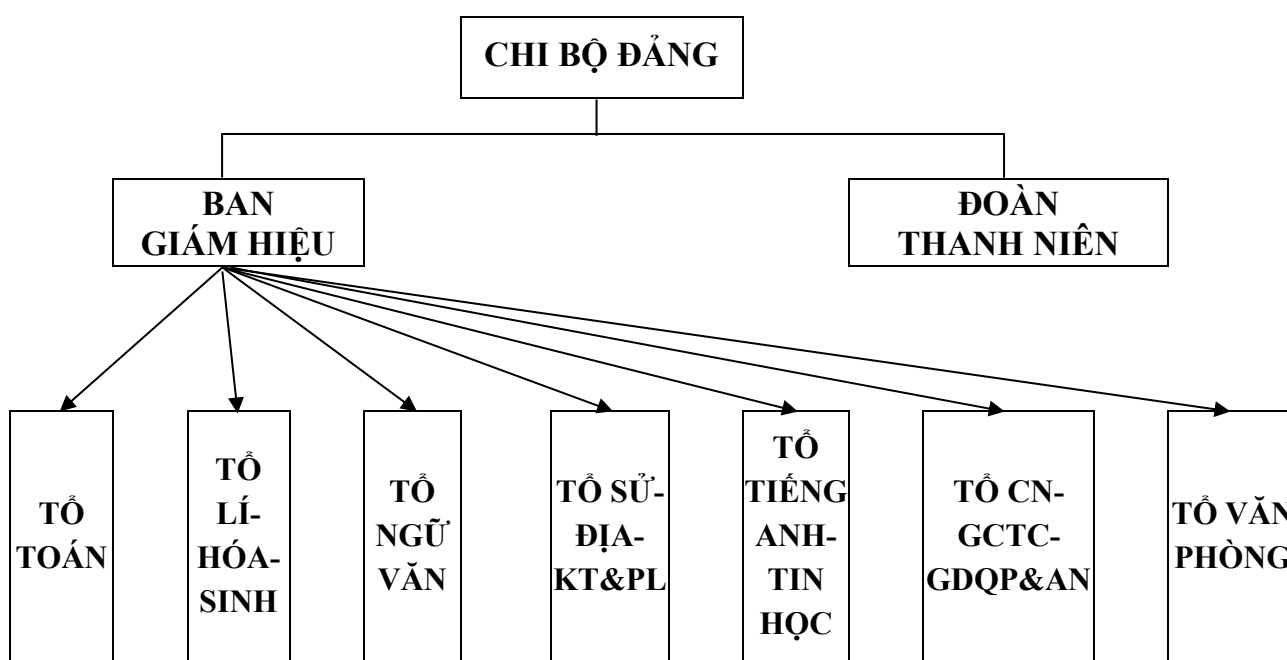 CHI BỘ ĐẢNG
BAN
GIÁM HIỆU
ĐOÀN
THANH NIÊN
TỔ
TOÁN
TỔ
LÍ-
HÓA-
SINH
TỔ
NGỮ
VĂN
TỔ SỬ-
ĐỊA-
KT&PL
TỔ
TIẾNG
ANH-
TIN
HỌC
TỔ CN-
GCTC-
GDQP&AN
TỔ VĂN
PHÒNG